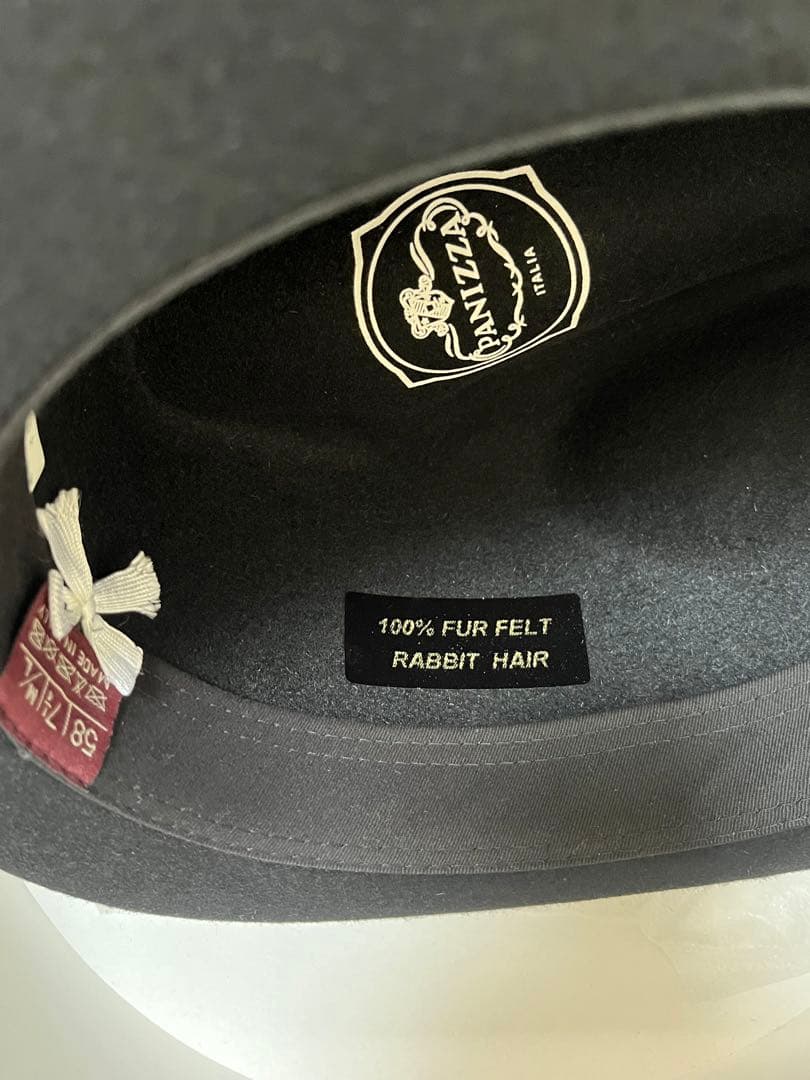 PANIZZA
ITALIA
100% FUR FELT
RABBIT HAIR
58
MADE IN